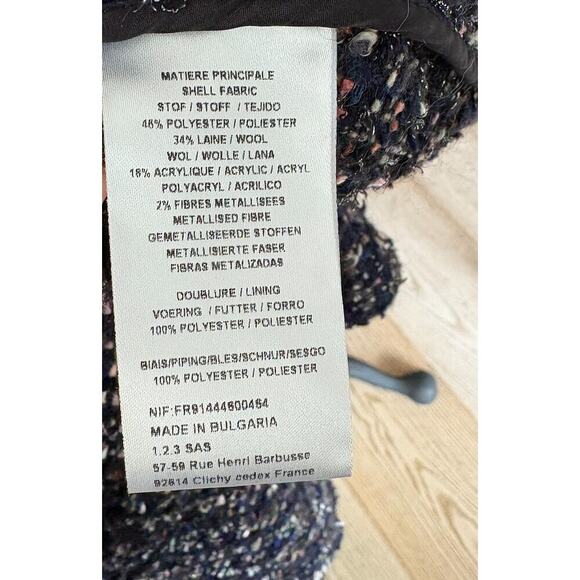 MATIERE PRINCIPALE
SHELL FABRIC
STOF / STOFF / TEJIDO
46% POLYESTER / POLIESTER
34% LAINE / WOOL
WOL / WOLLE / LANA
18% ACRYLIQUE / ACRYLIC / ACRYL
POLYACRYL / ACRILICO
2% FIBRES METALLISEES
METALLISED FIBRE
GEMETALLISEERDE STOFFEN
METALLISIERTE FASER
FIBRAS METALIZADAS
DOUBLURE / LINING
VOERING / FUTTER / FORRO
100% POLYESTER / POLIESTER
BIAIS/PIPING/BLES/SCHNUR/SESGO
100% POLYESTER / POLIESTER
NIF:FR91444600464
MADE IN BULGARIA
1.2.3 SAS
57-59 Rue Henri Barbusse
92614 Clichy cedex France